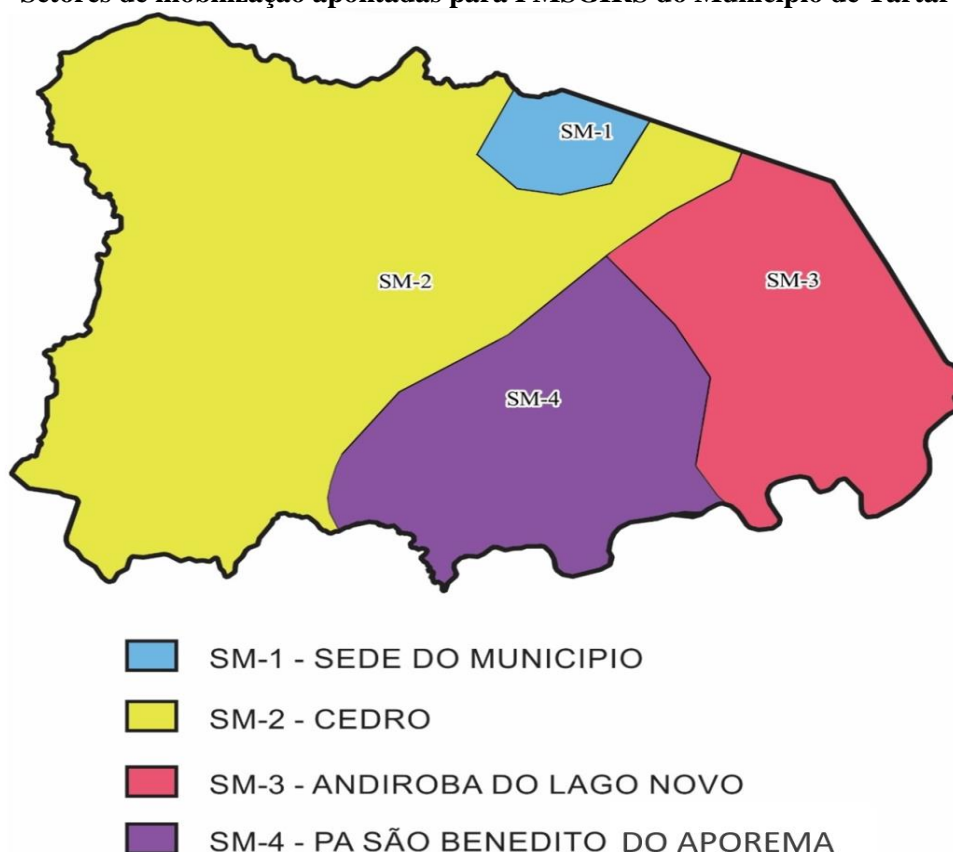 Setores de mobilização apontadas para PMSGIRS do Município de Tartar
SM-1
SM-2
SM-3
SM-4
SM-1 - SEDE DO MUNICIPIO
SM-2 - CEDRO
SM-3 - ANDIROBA DO LAGO NOVO
SM-4 - PA SÃO BENEDITO DO APOREMA